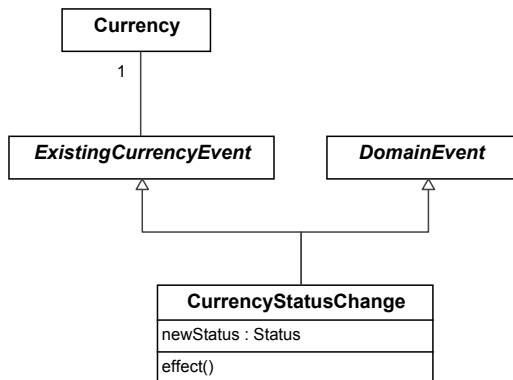 Currency
1
ExistingCurrencyEvent
DomainEvent
CurrencyStatusChange
newStatus : Status
effect()